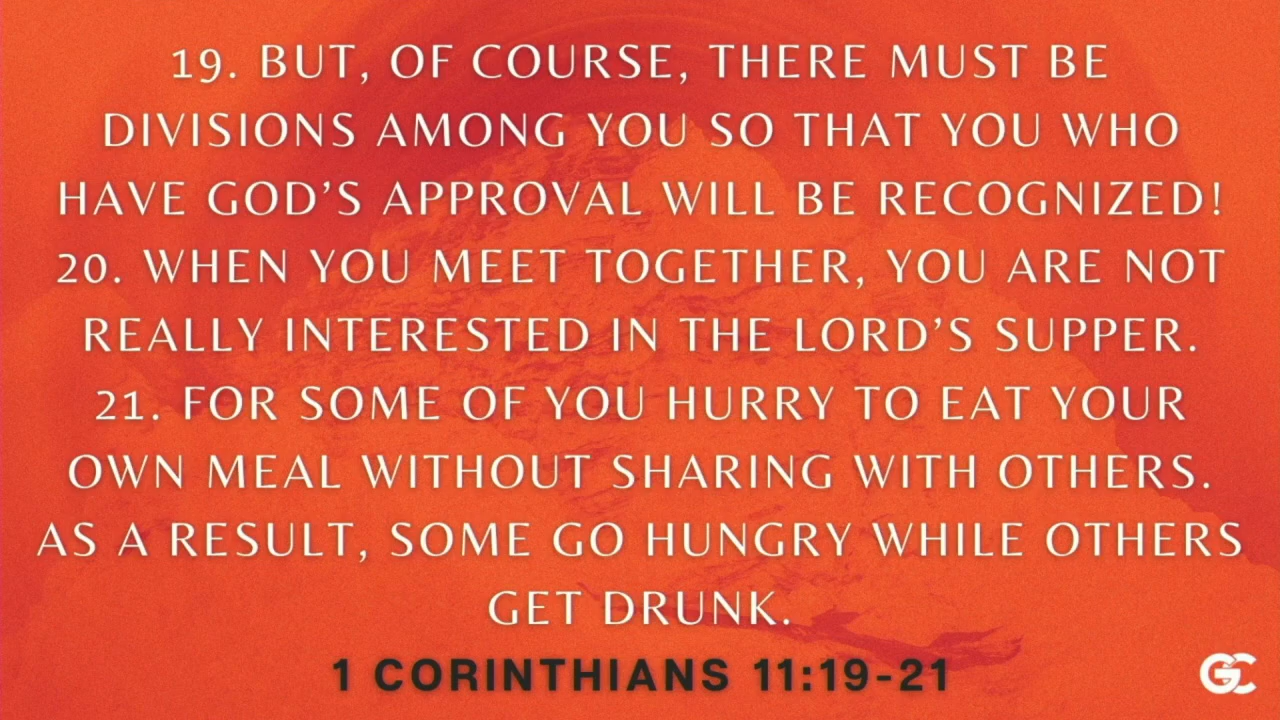 19. BUT, OF COURSE, THERE MUST BE
DIVISIONS AMONG YOU SO THAT YOU WHO
HAVE GOD’S APPROVAL WILL BE RECOGNIZED!
20. WHEN YOU MEET TOGETHER, YOU ARE NOT
REALLY INTERESTED IN THE LORD’S SUPPER.
21. FOR SOME OF YOU HURRY TO EAT YOUR
OWN MEAL WITHOUT SHARING WITH OTHERS.
AS A RESULT, SOME GO HUNGRY WHILE OTHERS
GET DRUNK.
1 CORINTHIANS 11:19-21
GC